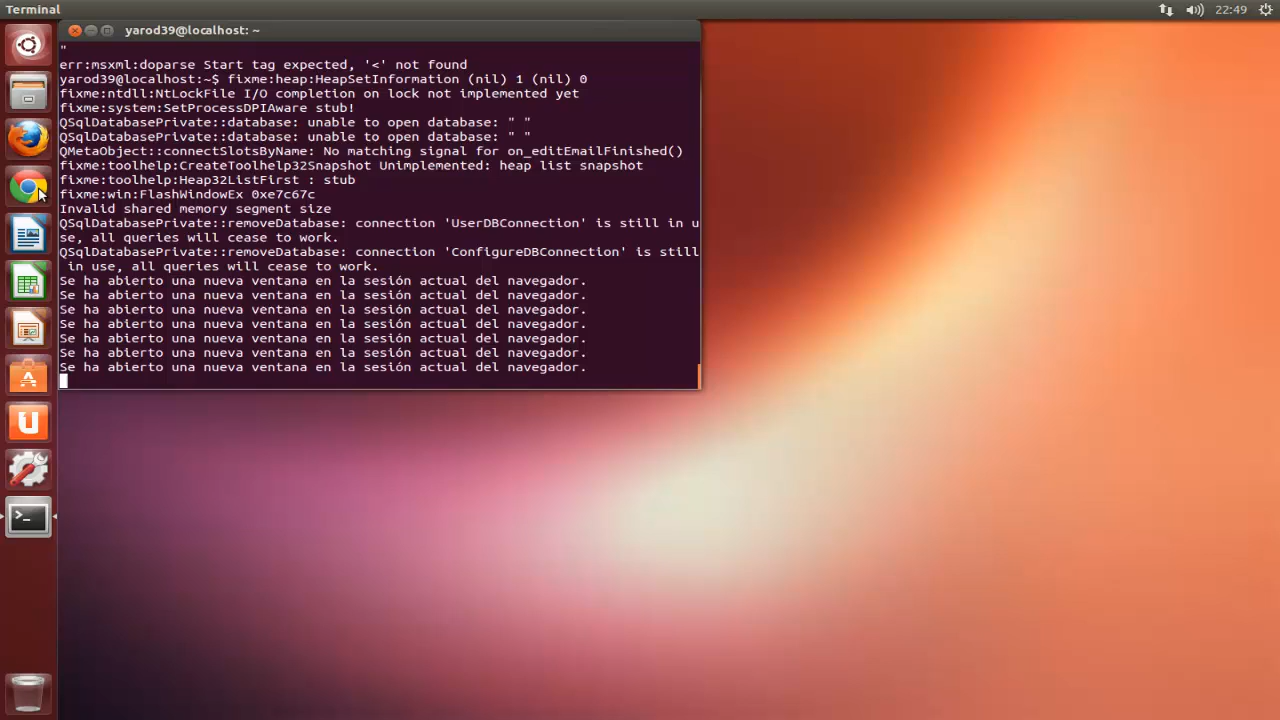 Terminal
22:49
yarod39@localhost: ~
"
err:msxml:doparse Start tag expected, '<' not found
yarod39@localhost:~$ fixme:heap:HeapSetInformation (nil) 1 (nil) 0
fixme:ntdll:NtLockFile I/O completion on lock not implemented yet
fixme:system:SetProcessDPIAware stub!
QSqlDatabasePrivate::database: unable to open database: " "
QSqlDatabasePrivate::database: unable to open database: " "
QMetaObject::connectSlotsByName: No matching signal for on_editEmailFinished()
fixme:toolhelp:CreateToolhelp32Snapshot Unimplemented: heap list snapshot
fixme:toolhelp:Heap32ListFirst : stub
fixme:win:FlashWindowEx 0xe7c67c
Invalid shared memory segment size
QSqlDatabasePrivate::removeDatabase: connection 'UserDBConnection' is still in u
se, all queries will cease to work.
QSqlDatabasePrivate::removeDatabase: connection 'ConfigureDBConnection' is still
 in use, all queries will cease to work.
Se ha abierto una nueva ventana en la sesión actual del navegador.
Se ha abierto una nueva ventana en la sesión actual del navegador.
Se ha abierto una nueva ventana en la sesión actual del navegador.
Se ha abierto una nueva ventana en la sesión actual del navegador.
Se ha abierto una nueva ventana en la sesión actual del navegador.
Se ha abierto una nueva ventana en la sesión actual del navegador.
Se ha abierto una nueva ventana en la sesión actual del navegador.